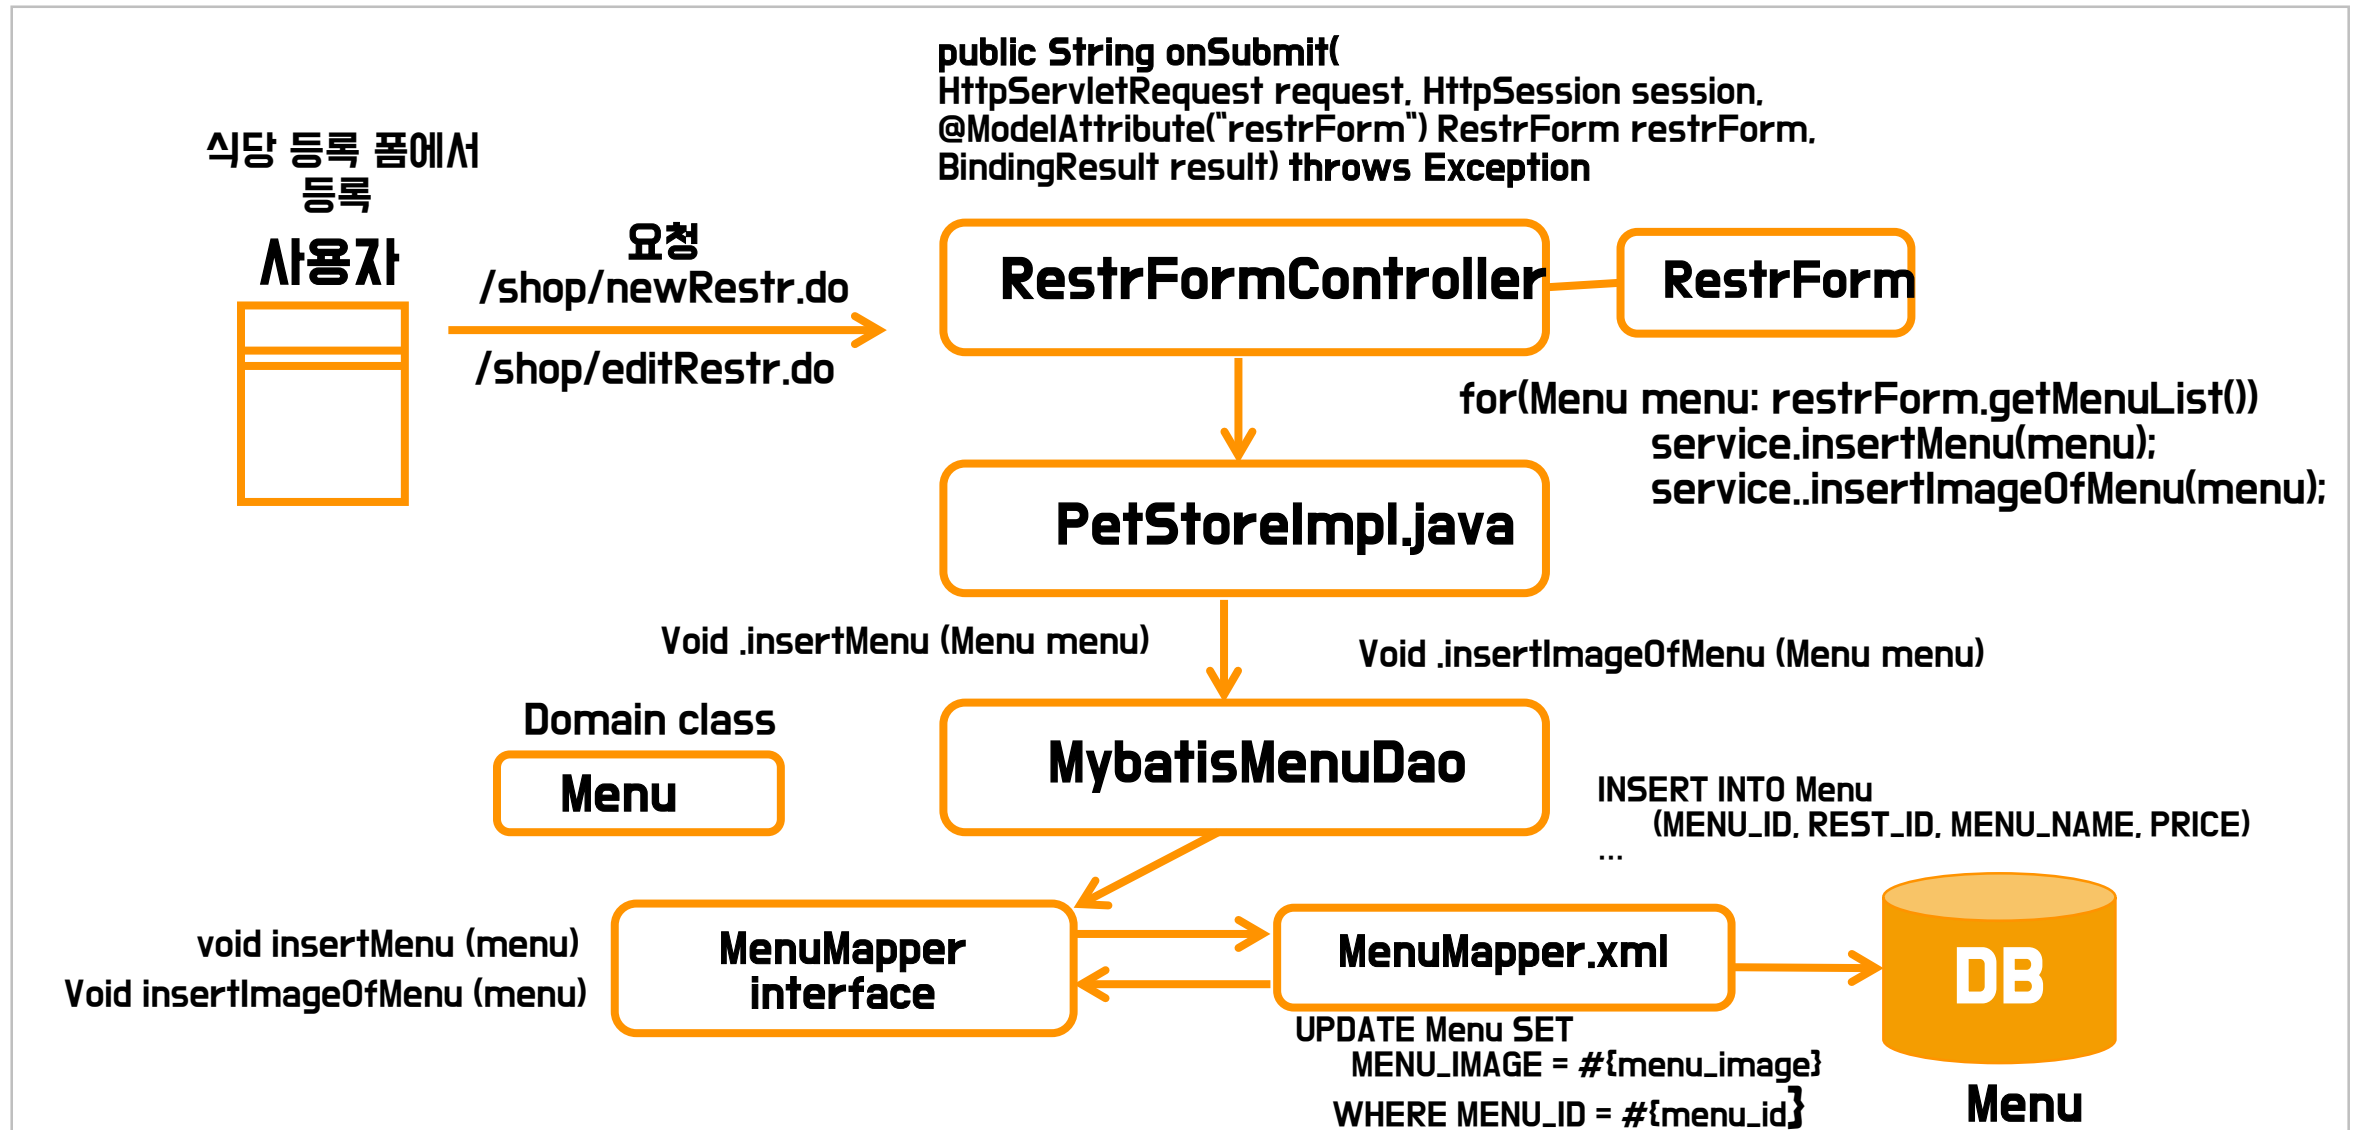 public String onSubmit(
HttpServletRequest request, HttpSession session,
@ModelAttribute("restrForm") RestrForm restrForm,
BindingResult result) throws Exception
식당 등록 폼에서
등록
사용자
요청
/shop/newRestr.do
/shop/editRestr.do
RestrFormController
RestrForm
for(Menu menu: restrForm.getMenuList())
service.insertMenu(menu);
service..insertImageOfMenu(menu);
PetStoreImpl.java
Void .insertMenu (Menu menu)
Void .insertImageOfMenu (Menu menu)
Domain class
Menu
MybatisMenuDao
INSERT INTO Menu
(MENU_ID, REST_ID, MENU_NAME, PRICE)
...
void insertMenu (menu)
Void insertImageOfMenu (menu)
MenuMapper
interface
MenuMapper.xml
DB
UPDATE Menu SET
MENU_IMAGE = #{menu_image}
WHERE MENU_ID = #{menu_id}
Menu